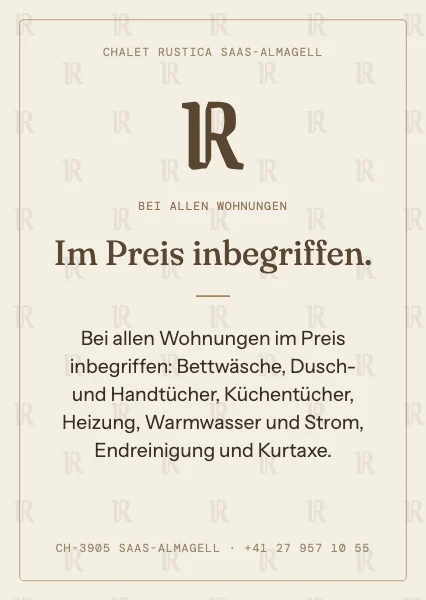 CHALET RUSTICA SAAS-ALMAGELL
R
BEI ALLEN WOHNUNGEN
Im Preis inbegriffen.
Bei allen Wohnungen im Preis
inbegriffen: Bettwäsche, Dusch-
und Handtücher, Küchentücher,
Heizung, Warmwasser und Strom,
Endreinigung und Kurtaxe.
CH-3905 SAAS-ALMAGELL · +41 27 957 10 55